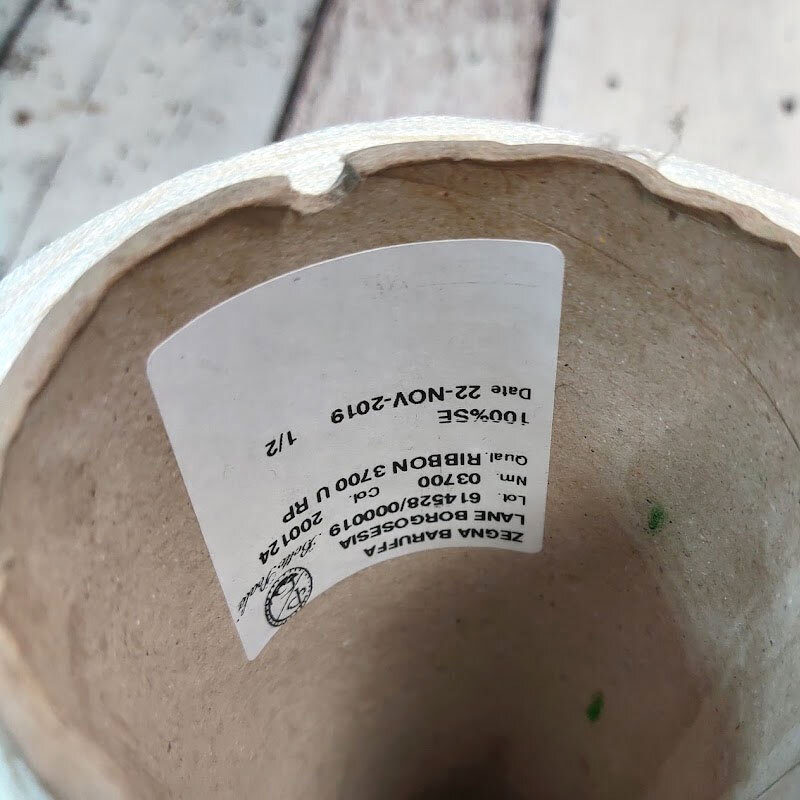 ZEGNA BARUFFA
LANE BORGOSESIA
Lot. 614528/000019
Nm. 03700 Col. 200124
Qual. RIBBON 3700 U RP
100%SE 1/2
Date 22-NOV-2019